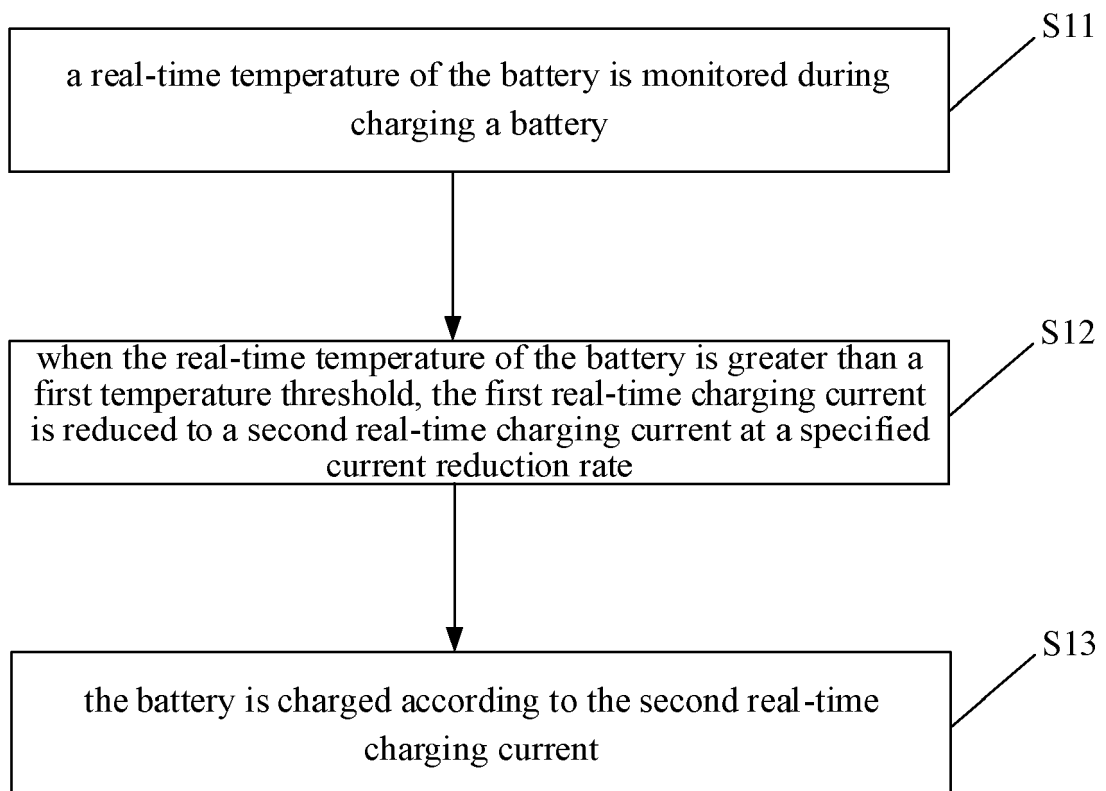 S11
a real-time temperature of the battery is monitored during
charging a battery
S12
when the real-time temperature of the battery is greater than a
first temperature threshold, the first real-time charging current
is reduced to a second real-time charging current at a specified
current reduction rate
S13
the battery is charged according to the second real-time
charging current